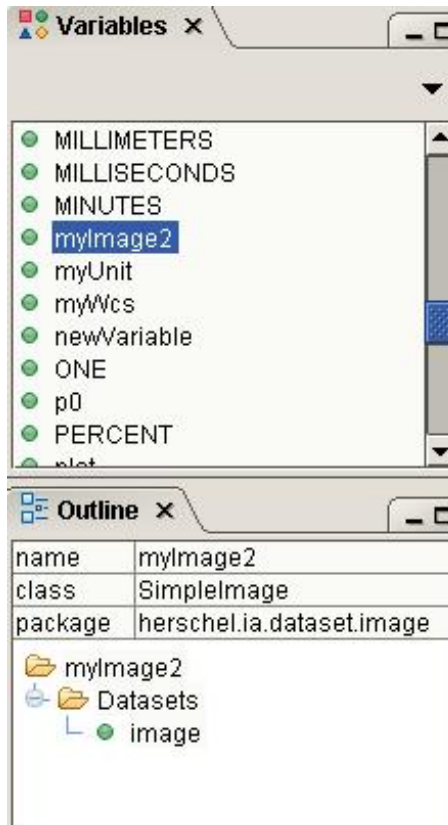 Variables
MILLIMETERS
MILLISECONDS
MINUTES
myImage2
myUnit
myWcs
newVariable
ONE
p0
PERCENT
plot
Outline
name myImage2
class SimpleImage
package herschel.ia.dataset.image
myImage2
Datasets
image